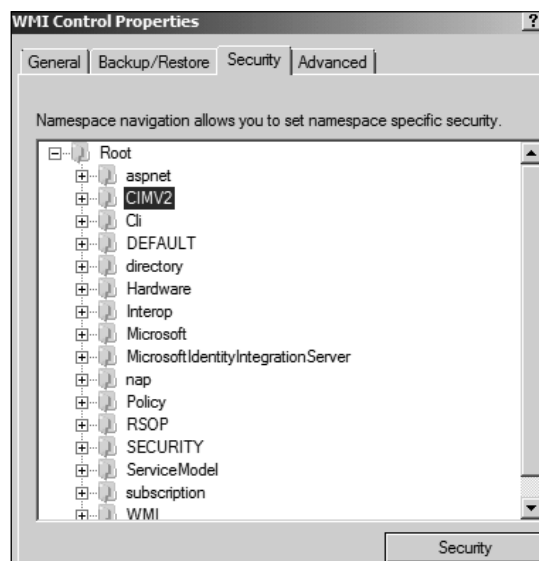 WMI Control Properties ?
General Backup/Restore Security Advanced
Namespace navigation allows you to set namespace specific security.
Root
aspnet
CIMV2
Cli
DEFAULT
directory
Hardware
Interop
Microsoft
MicrosoftIdentityIntegrationServer
nap
Policy
RSOP
SECURITY
ServiceModel
subscription
WMI
Security